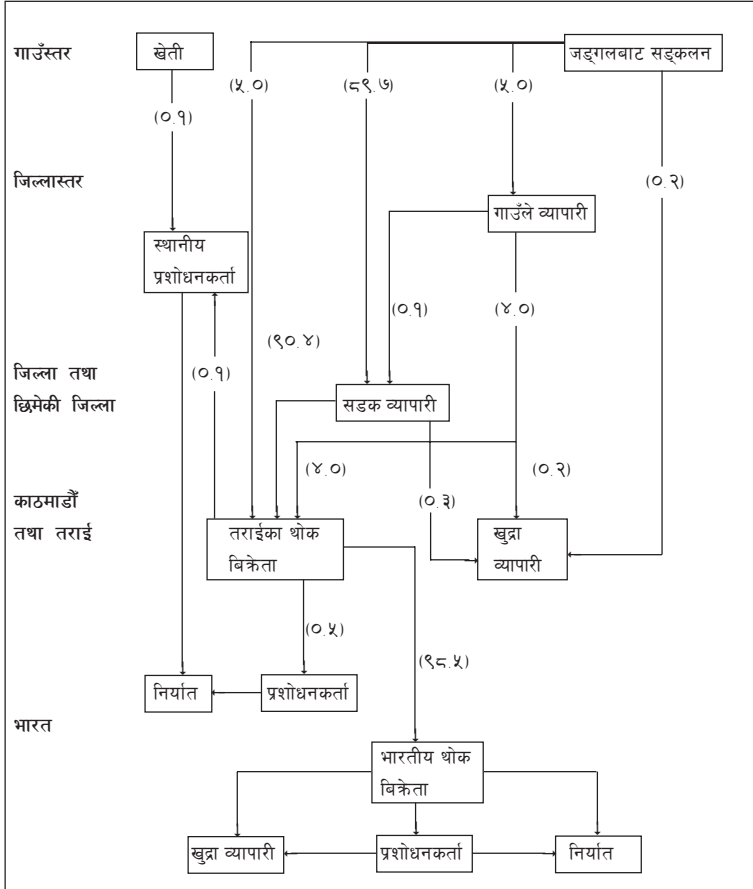 गाउँस्तर
खेती
जङ्गलबाट सङ्कलन
(५.०)
(८९.७)
(५.०)
(०.१)
जिल्लास्तर
(०.२)
गाउँले व्यापारी
स्थानीय
प्रशोधनकर्ता
(०.१)
(४.०)
(९०.४)
जिल्ला तथा
छिमेकी जिल्ला
(०.१)
सडक व्यापारी
(४.०)
(०.२)
काठमाडौँ
तथा तराई
(०.३)
तराईका थोक
बिक्रेता
खुद्रा
व्यापारी
(०.५)
(९८.५)
निर्यात
प्रशोधनकर्ता
भारत
भारतीय थोक
बिक्रेता
खुद्रा व्यापारी
प्रशोधनकर्ता
निर्यात